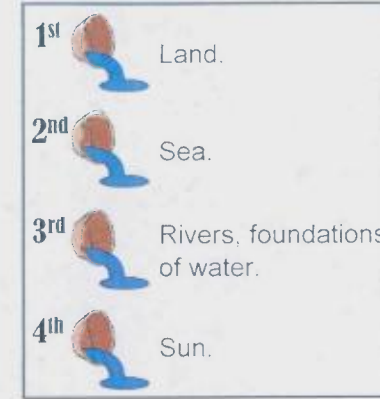 1st Land.
2nd Sea.
3rd Rivers, foundations
of water.
4th Sun.